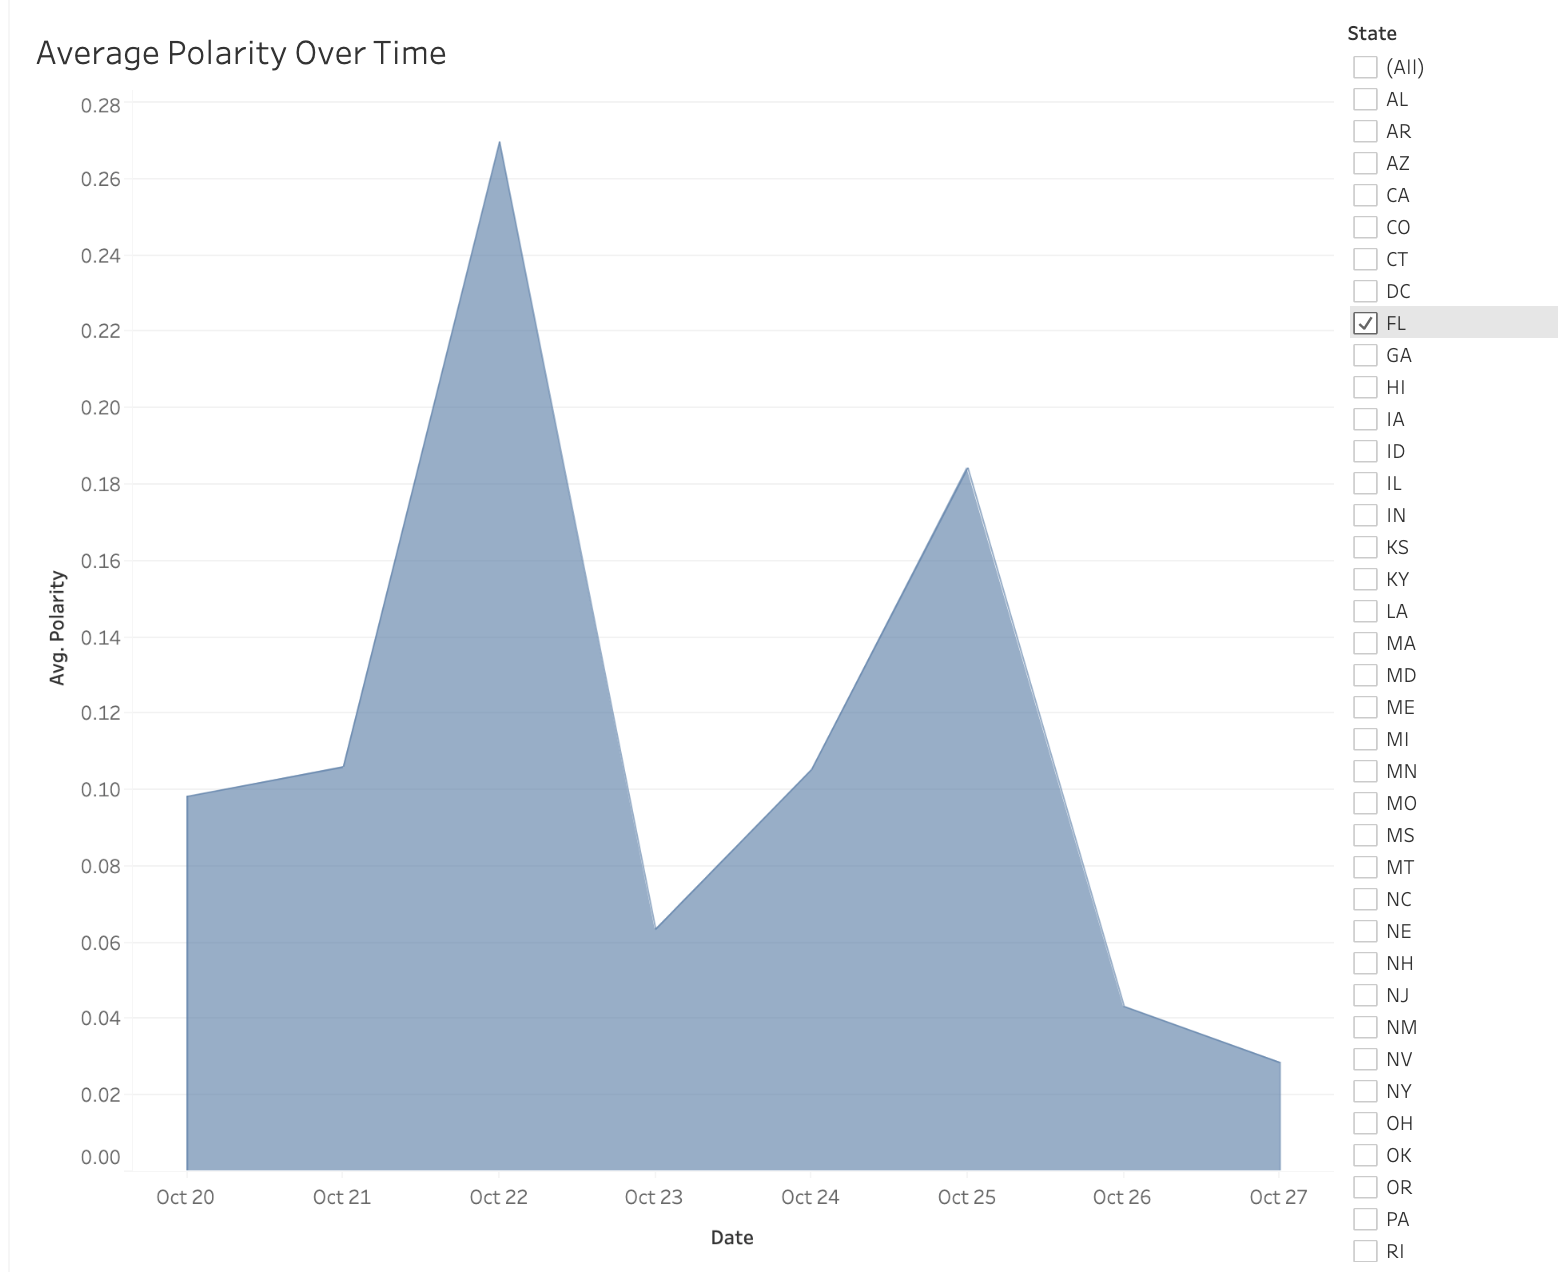 Average Polarity Over Time
0.28
0.26
0.24
0.22
0.20
0.18
0.16
0.14
0.12
0.10
0.08
0.06
0.04
0.02
0.00
Avg. Polarity
Oct 20 Oct 21 Oct 22 Oct 23 Oct 24 Oct 25 Oct 26 Oct 27
Date
State
(All)
AL
AR
AZ
CA
CO
CT
DC
FL
GA
HI
IA
ID
IL
IN
KS
KY
LA
MA
MD
ME
MI
MN
MO
MS
MT
NC
NE
NH
NJ
NM
NV
NY
OH
OK
OR
PA
RI